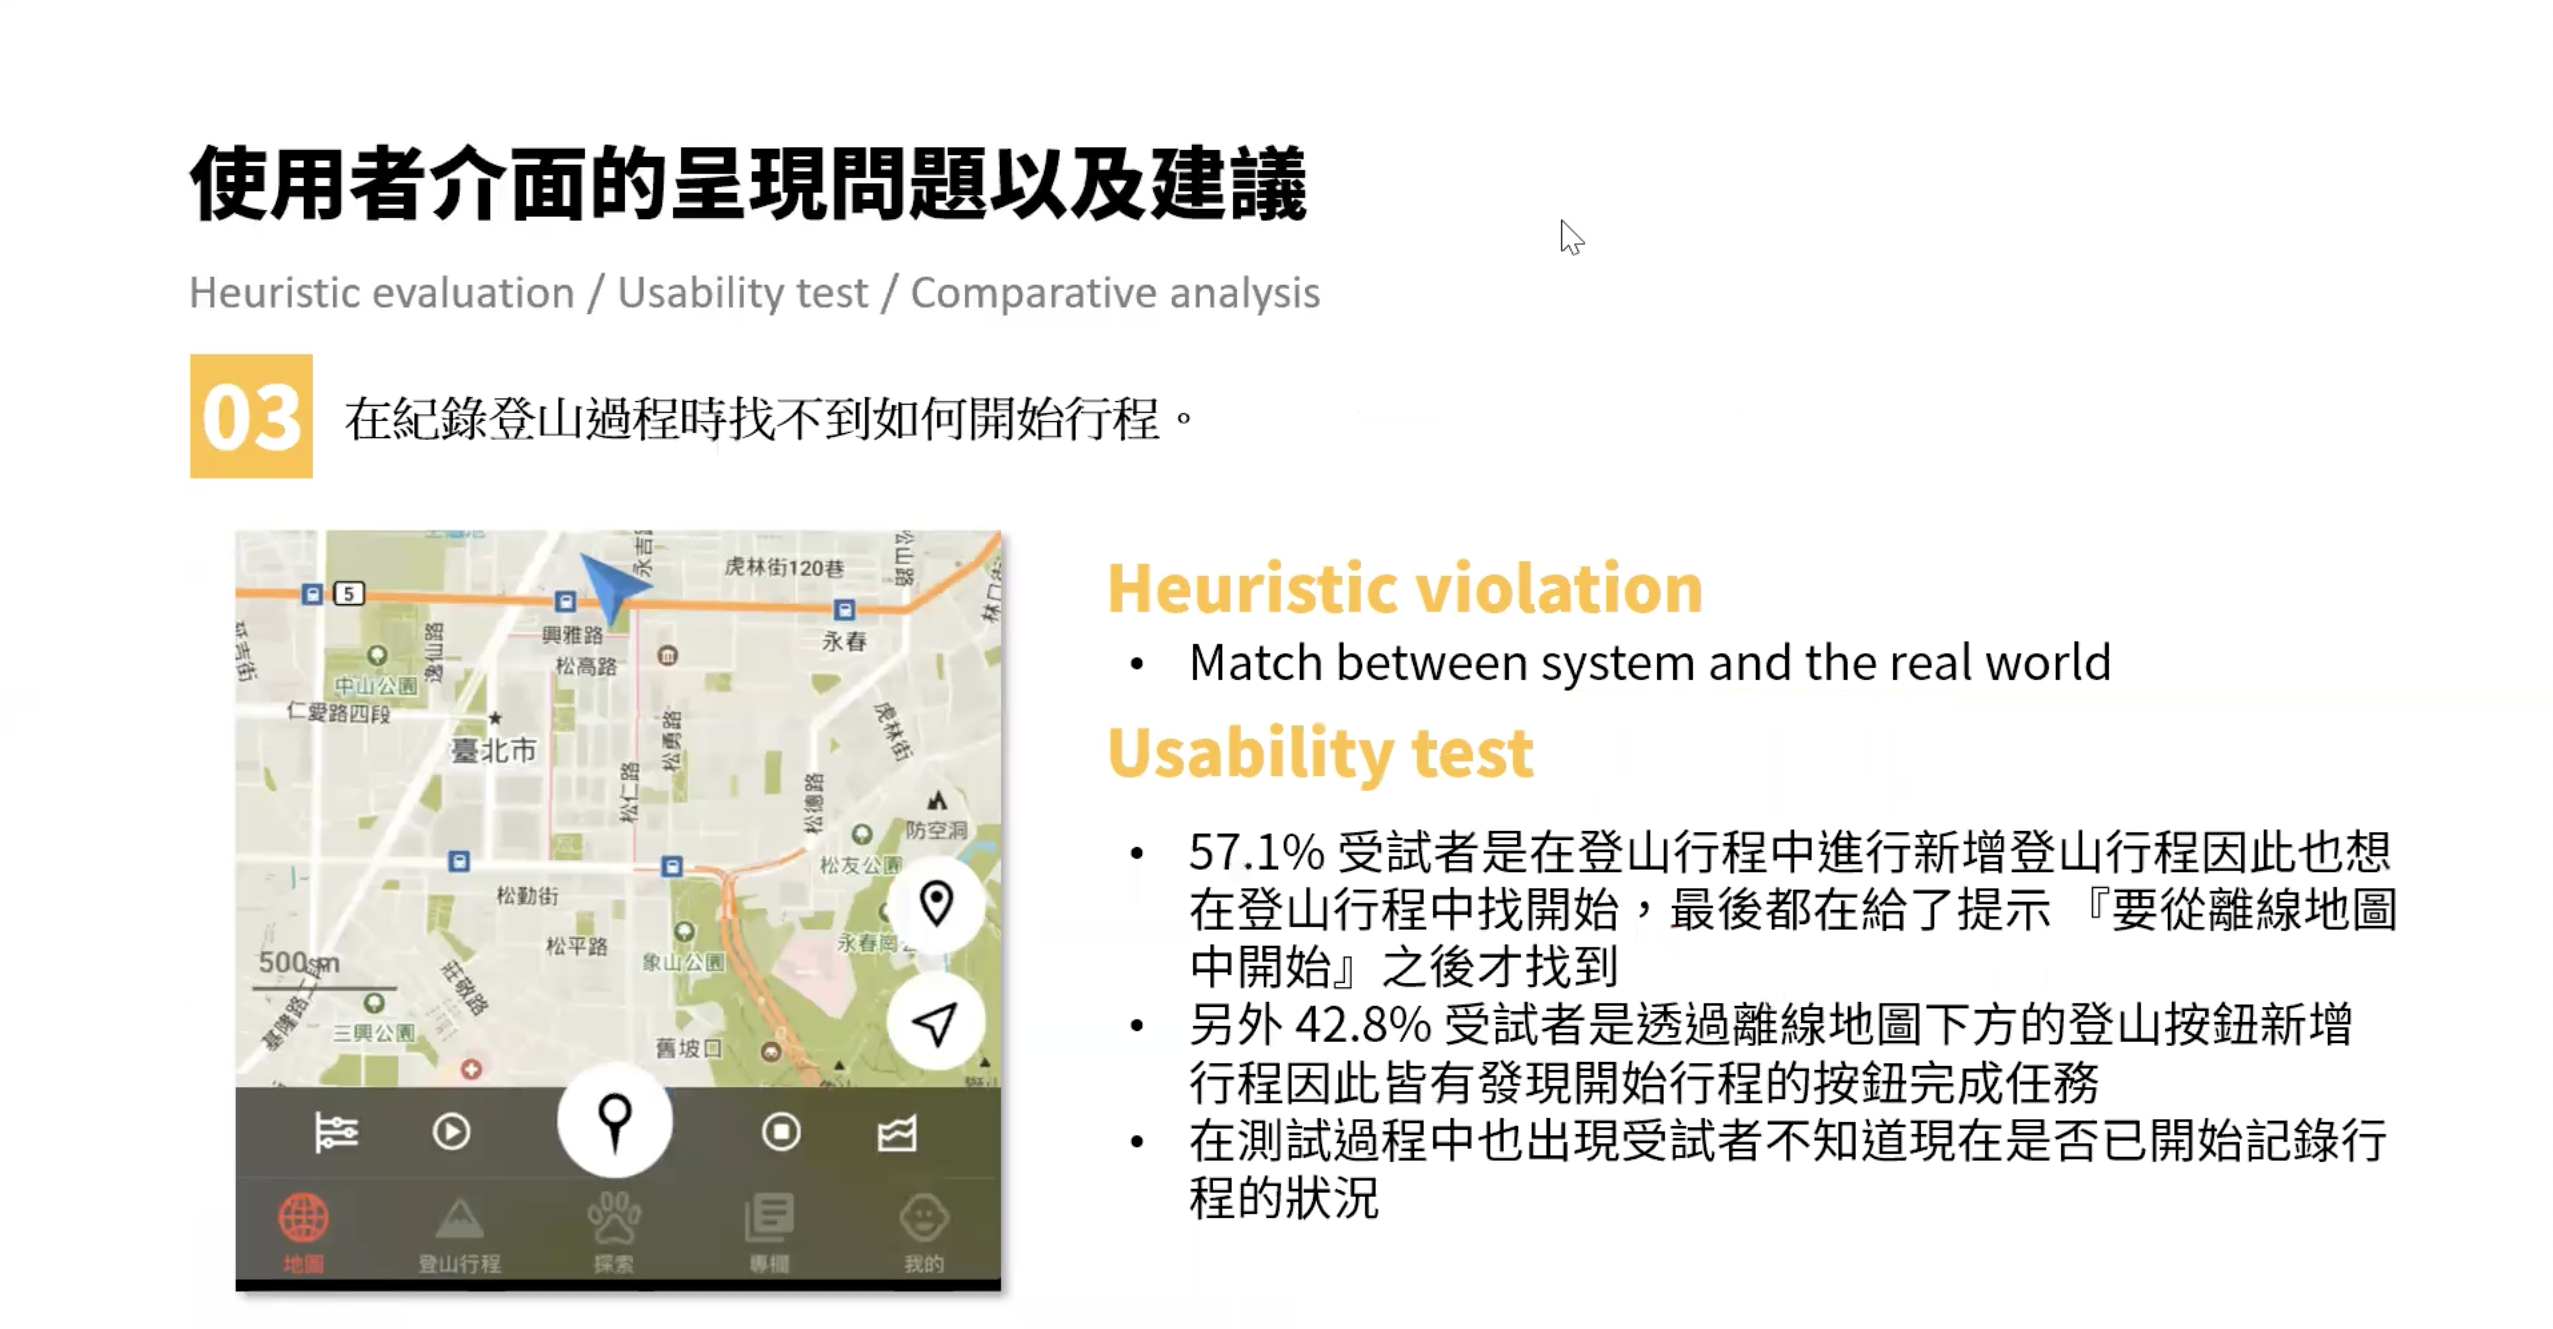 使用者介面的呈現問題以及建議
Heuristic evaluation / Usability test / Comparative analysis
03
在紀錄登山過程時找不到如何開始行程。
虎林街120巷
5
興雅路
永春
松高路
逸仙路
中山公園
仁愛路四段
松勇路
虎林街
臺北市
松仁路
松德路
防空洞
松友公園
松勤街
松平路
永春崗公
象山公園
500 m
莊敬路
基隆路二段
三興公園
舊坡口
地圖
登山行程
探索
專欄
我的
Heuristic violation
• Match between system and the real world
Usability test
• 57.1% 受試者是在登山行程中進行新增登山行程因此也想
在登山行程中找開始，最後都在給了提示 『要從離線地圖
中開始』之後才找到
• 另外 42.8% 受試者是透過離線地圖下方的登山按鈕新增
行程因此皆有發現開始行程的按鈕完成任務
• 在測試過程中也出現受試者不知道現在是否已開始記錄行
程的狀況